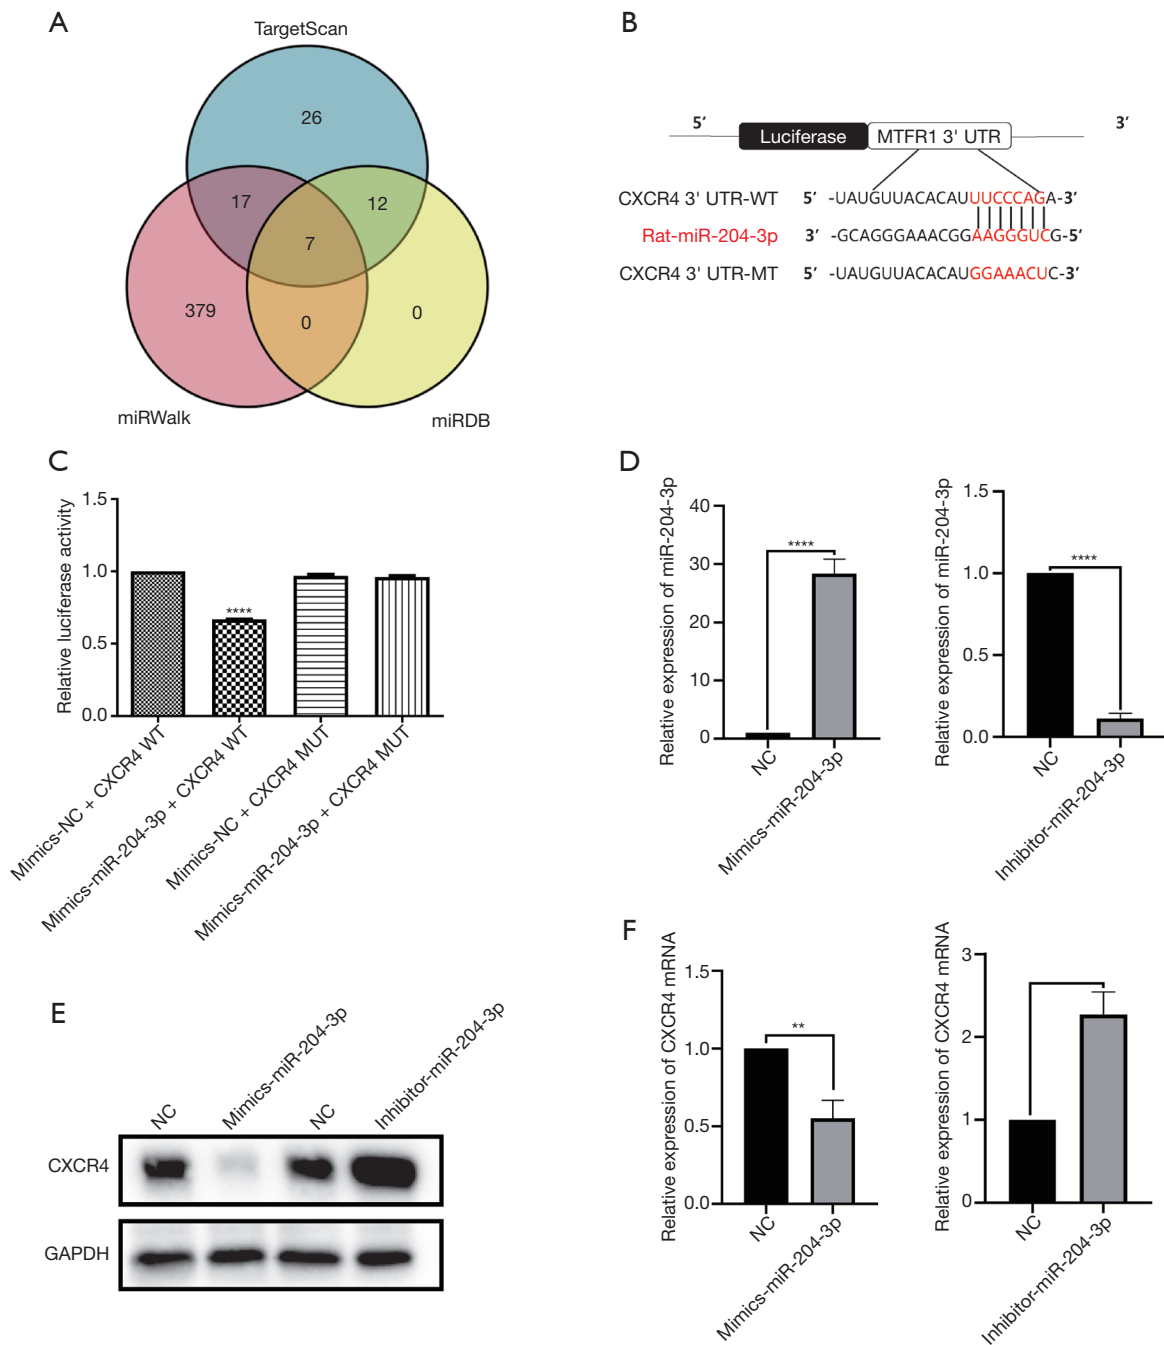 A
TargetScan
26
17
12
7
379
0
0
miRWalk
miRDB
B
5′ 3′
Luciferase MTFR1 3' UTR
CXCR4 3' UTR-WT 5′ -UAUGUUACACAUUUCCCAGA-3′
Rat-miR-204-3p 3′ -GCAGGGAAACGGAAGGGUCG-5′
CXCR4 3' UTR-MT 5′ -UAUGUUACACAUGGAAACUC-3′
C
Relative luciferase activity
1.5
1.0
0.5
0.0
****
Mimics-NC + CXCR4 WT
Mimics-miR-204-3p + CXCR4 WT
Mimics-NC + CXCR4 MUT
Mimics-miR-204-3p + CXCR4 MUT
D
Relative expression of miR-204-3p
40
30
20
10
0
****
NC
Mimics-miR-204-3p
Relative expression of miR-204-3p
1.5
1.0
0.5
0.0
****
NC
Inhibitor-miR-204-3p
E
NC
Mimics-miR-204-3p
NC
Inhibitor-miR-204-3p
CXCR4
GAPDH
F
Relative expression of CXCR4 mRNA
1.5
1.0
0.5
0.0
**
NC
Mimics-miR-204-3p
Relative expression of CXCR4 mRNA
3
2
1
0
NC
Inhibitor-miR-204-3p